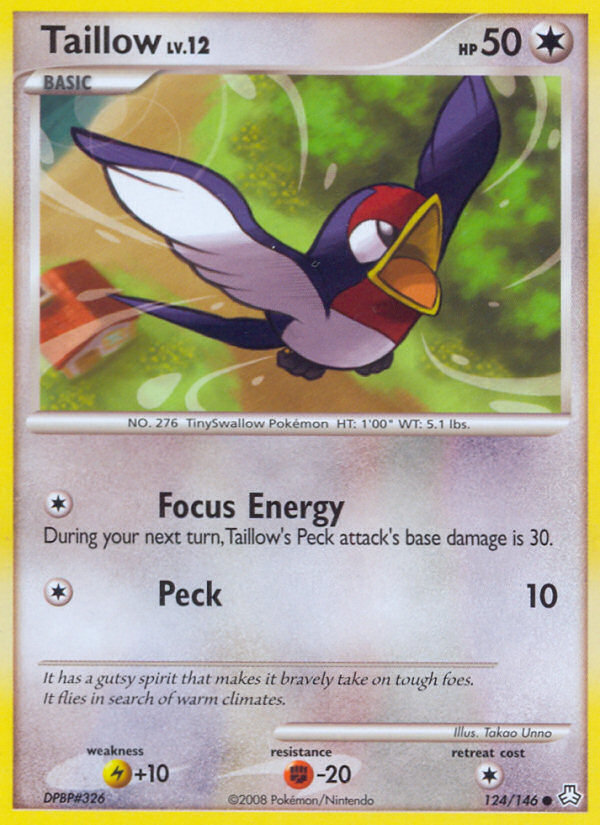 Taillow LV.12 HP 50
BASIC
NO. 276 TinySwallow Pokémon HT: 1'00" WT: 5.1 lbs.
Focus Energy
During your next turn, Taillow's Peck attack's base damage is 30.
Peck 10
It has a gutsy spirit that makes it bravely take on tough foes.
It flies in search of warm climates.
Illus. Takao Unno
weakness resistance retreat cost
+10 -20
DPBP#326 ©2008 Pokémon/Nintendo 124/146